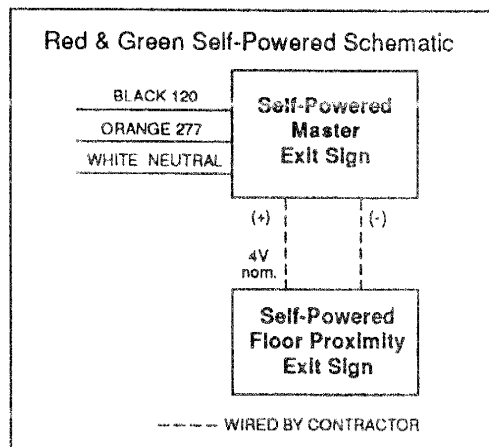 Red & Green Self-Powered Schematic
BLACK 120
ORANGE 277
WHITE NEUTRAL
Self-Powered
Master
Exit Sign
(+)
(-)
4V
nom.
Self-Powered
Floor Proximity
Exit Sign
WIRED BY CONTRACTOR